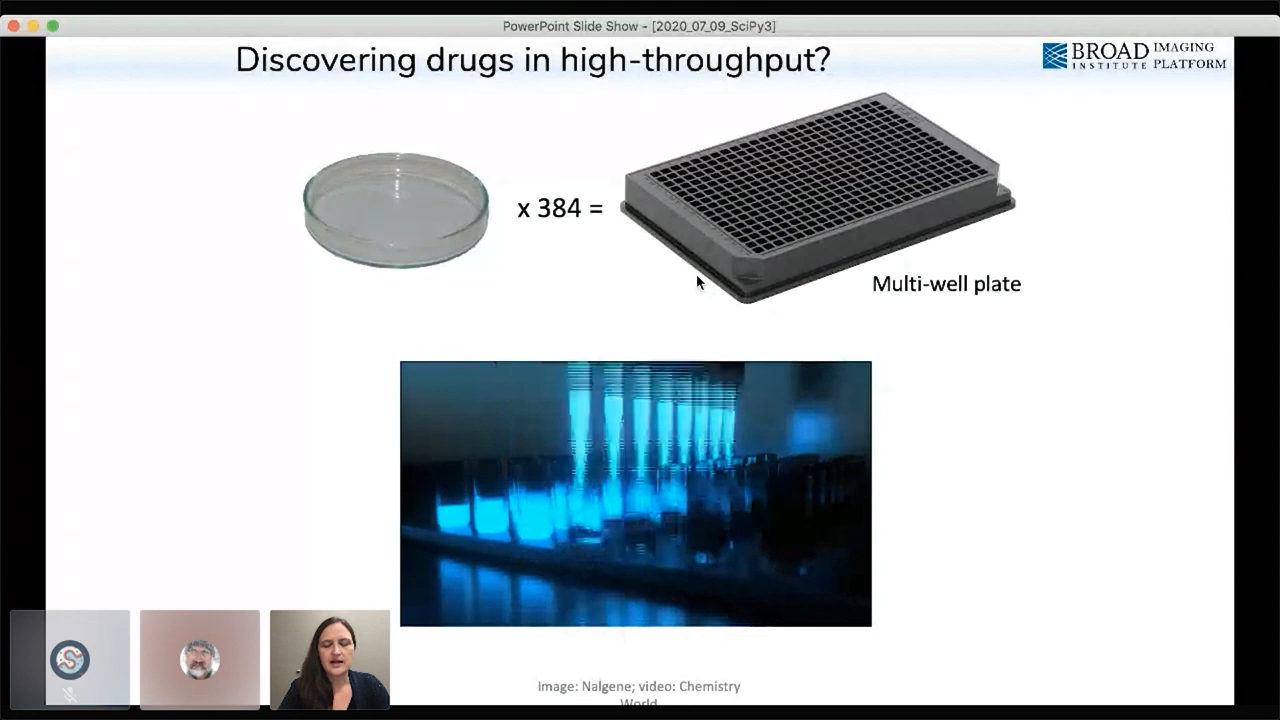 PowerPoint Slide Show - [2020_07_09_SciPy3]
Discovering drugs in high-throughput?
BROAD
INSTITUTE
IMAGING
PLATFORM
x 384 =
Multi-well plate
Image: Nalgene; video: Chemistry
World